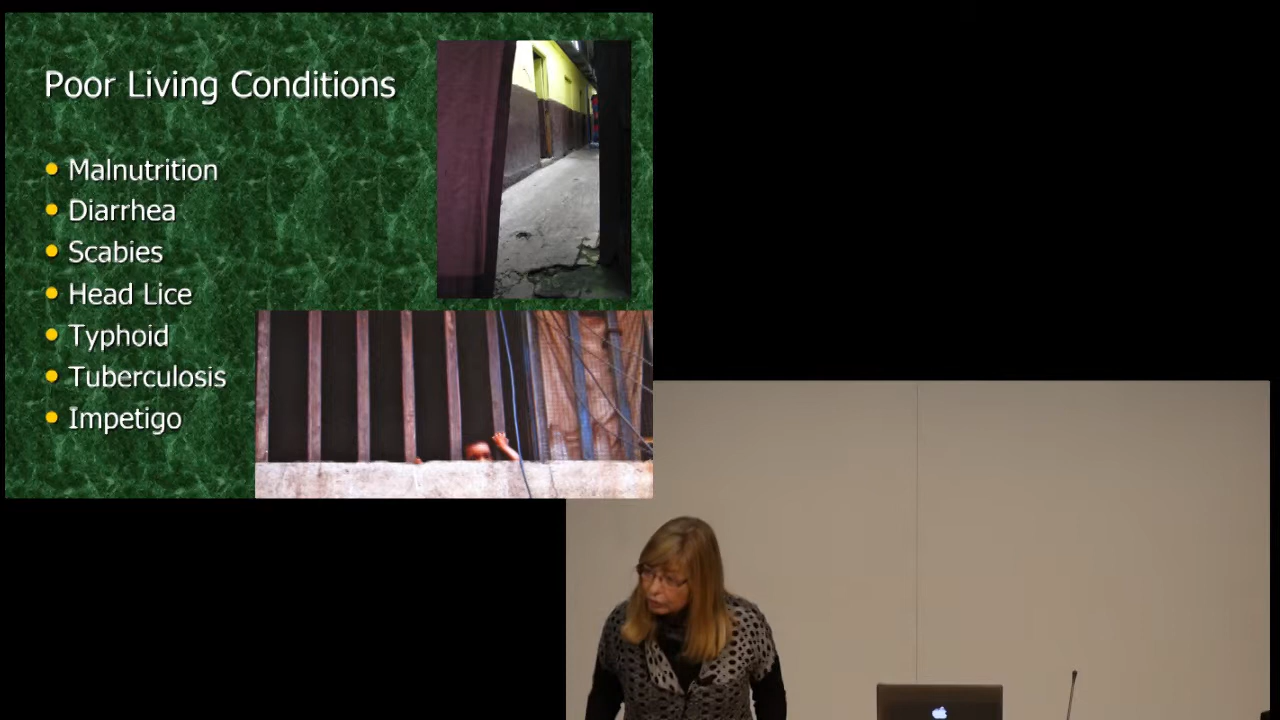 Poor Living Conditions
Malnutrition
Diarrhea
Scabies
Head Lice
Typhoid
Tuberculosis
Impetigo